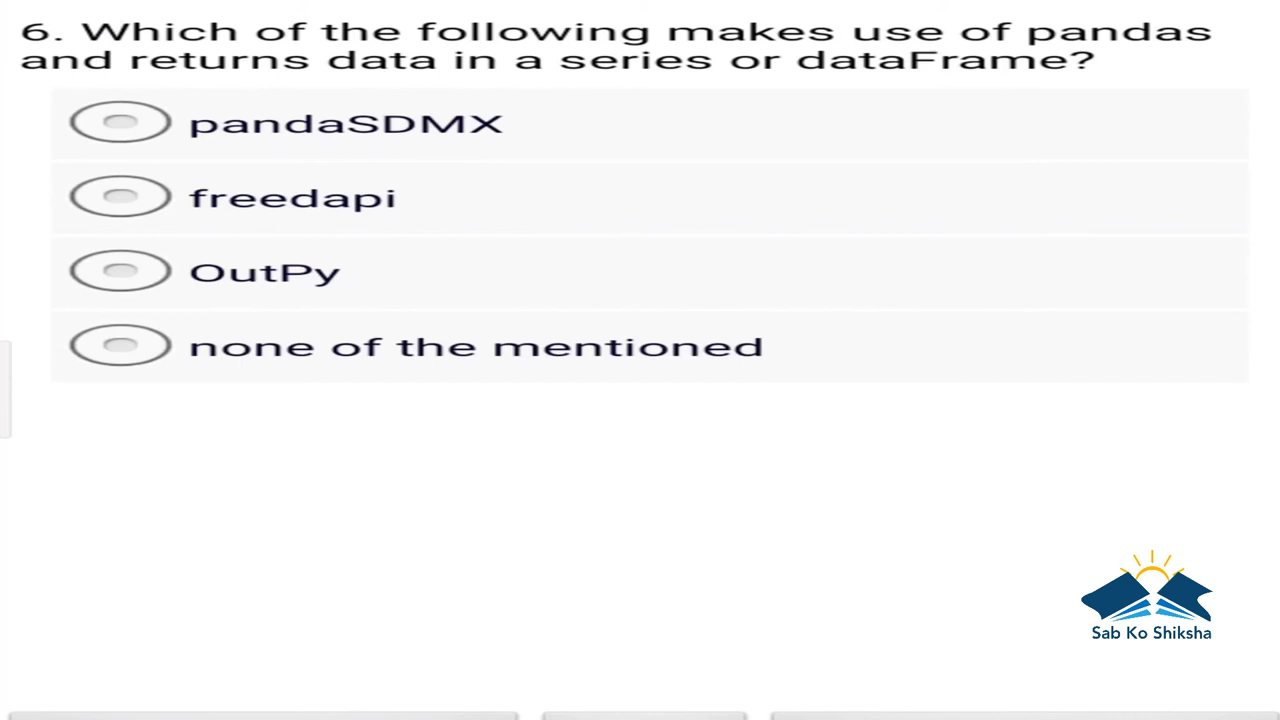 6. Which of the following makes use of pandas
and returns data in a series or dataFrame?
pandaSDMX
freedapi
OutPy
none of the mentioned
Sab Ko Shiksha